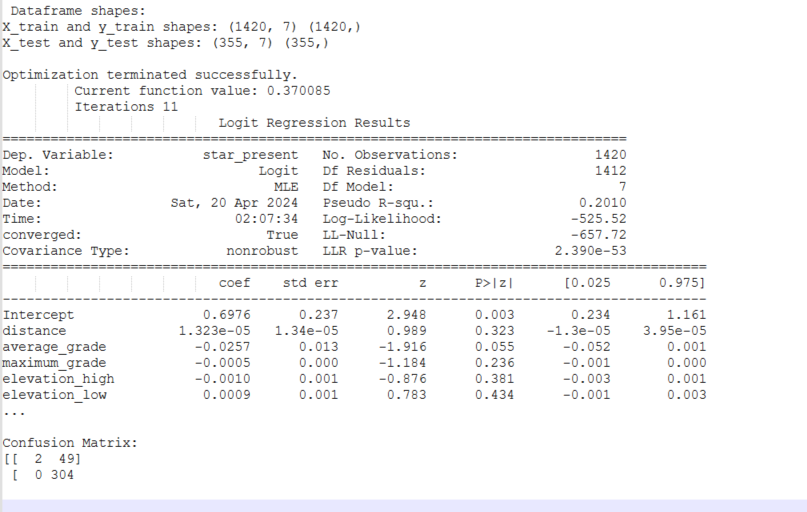 Dataframe shapes:
X_train and y_train shapes: (1420, 7) (1420,)
X_test and y_test shapes: (355, 7) (355,)
Optimization terminated successfully.
Current function value: 0.370085
Iterations 11
Logit Regression Results
==============================================================================
Dep. Variable: star_present No. Observations: 1420
Model: Logit Df Residuals: 1412
Method: MLE Df Model: 7
Date: Sat, 20 Apr 2024 Pseudo R-squ.: 0.2010
Time: 02:07:34 Log-Likelihood: -525.52
converged: True LL-Null: -657.72
Covariance Type: nonrobust LLR p-value: 2.390e-53
========================================================================================
coef std err z P>|z| [0.025 0.975]
----------------------------------------------------------------------------------------
Intercept 0.6976 0.237 2.948 0.003 0.234 1.161
distance 1.323e-05 1.34e-05 0.989 0.323 -1.3e-05 3.95e-05
average_grade -0.0257 0.013 -1.916 0.055 -0.052 0.001
maximum_grade -0.0005 0.000 -1.184 0.236 -0.001 0.000
elevation_high -0.0010 0.001 -0.876 0.381 -0.003 0.001
elevation_low 0.0009 0.001 0.783 0.434 -0.001 0.003
...
Confusion Matrix:
[[ 2 49]
[ 0 304